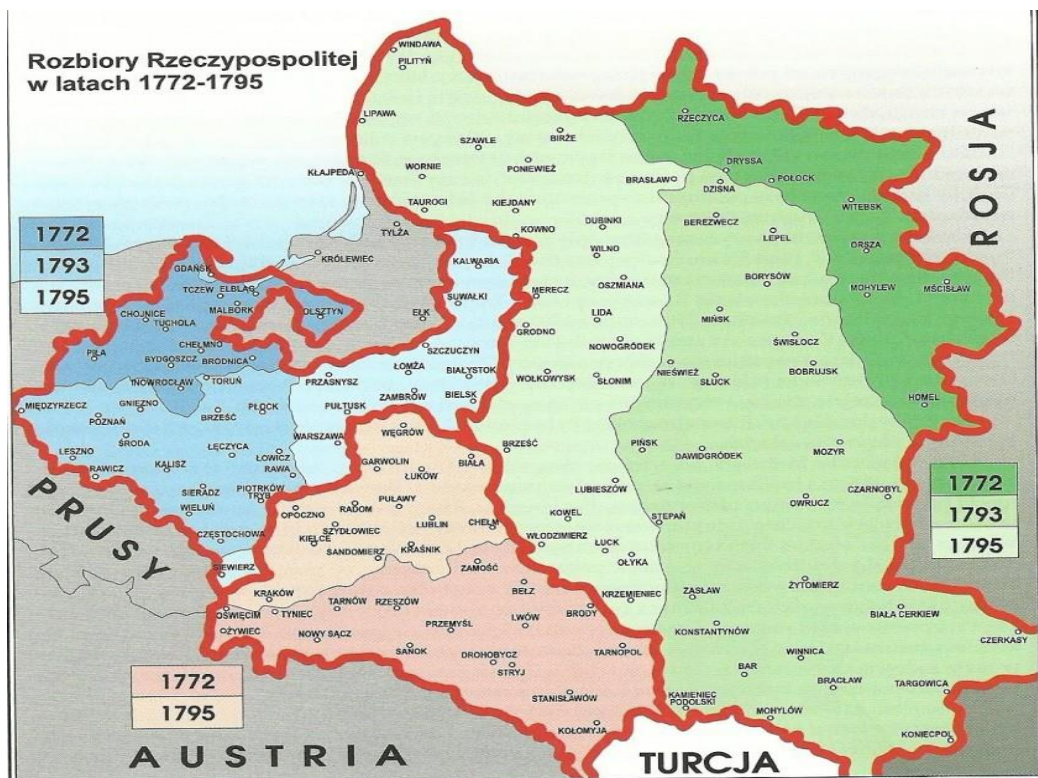 Rozbiory Rzeczypospolitej
w latach 1772-1795
WINDAWA
PILITYŃ
LIPAWA
SZAWLE
BIRŻE
PONIEWIEŻ
WORNIE
KŁAJPEDA
TAUROGI
KIEJDANY
TYLŻA
KOWNO
DUBINKI
WILNO
BRASŁAW
RZECZYCA
DRYSSA
DZISNA
POŁOCK
BEREZWECZ
WITEBSK
LEPEL
ORSZA
BORYSÓW
MOHYLEW
MŚCISŁAW
ROSJA
1772
1793
1795
GDAŃSK
KRÓLEWIEC
KALWARIA
TCZEW
ELBLĄG
MALBORK
OLSZTYN
CHOJNICE
TUCHOLA
EŁK
SUWAŁKI
MERECZ
OSZMIANA
LIDA
MIŃSK
GRODNO
NOWOGRÓDEK
ŚWISŁOCZ
PIŁA
CHEŁMNO
BYDGOSZCZ
BRODNICA
SZCZUCZYN
ŁOMŻA
BIAŁYSTOK
WOŁKOWYSK
SŁONIM
NIEŚWIEŻ
SŁUCK
BOBRUJSK
INOWROCŁAW
TORUŃ
PRZASNYSZ
ZAMBRÓW
BIELSK
HOMEL
MIĘDZYRZECZ
GNIEZNO
POZNAŃ
BRZEŚĆ
PŁOCK
PUŁTUSK
ŚRODA
WARSZAWA
WĘGRÓW
BRZEŚĆ
PIŃSK
DAWIDGRÓDEK
MOZYR
LESZNO
RAWICZ
KALISZ
ŁĘCZYCA
ŁOWICZ
RAWA
GARWOLIN
ŁUKÓW
BIAŁA
SIERADZ
WIELUŃ
PIOTRKÓW
TRYB
OPOCZNO
RADOM
PUŁAWY
LUBIESZÓW
OWRUCZ
CZARNOBYL
1772
1793
1795
CZĘSTOCHOWA
SZYDŁOWIEC
KIELCE
LUBLIN
CHEŁM
KOWEL
STEPAŃ
SANDOMIERZ
KRAŚNIK
WŁODZIMIERZ
ŁUCK
OŁYKA
SIEWIERZ
ZAMOŚĆ
BEŁZ
KRZEMIENIEC
ZASŁAW
ŻYTOMIERZ
PRUSY
KRAKÓW
OŚWIĘCIM
TYNIEC
TARNÓW
RZESZÓW
BRODY
BIAŁA CERKIEW
ŻYWIEC
NOWY SĄCZ
PRZEMYŚL
LWÓW
KONSTANTYNÓW
CZERKASY
SANOK
DROHOBYCZ
STRYJ
TARNOPOL
WINNICA
BAR
BRACŁAW
TARGOWICA
1772
1795
STANISŁAWÓW
KAMIENIEC
PODOLSKI
MOHYLÓW
KOŁOMYJA
KONIECPOL
AUSTRIA
TURCJA